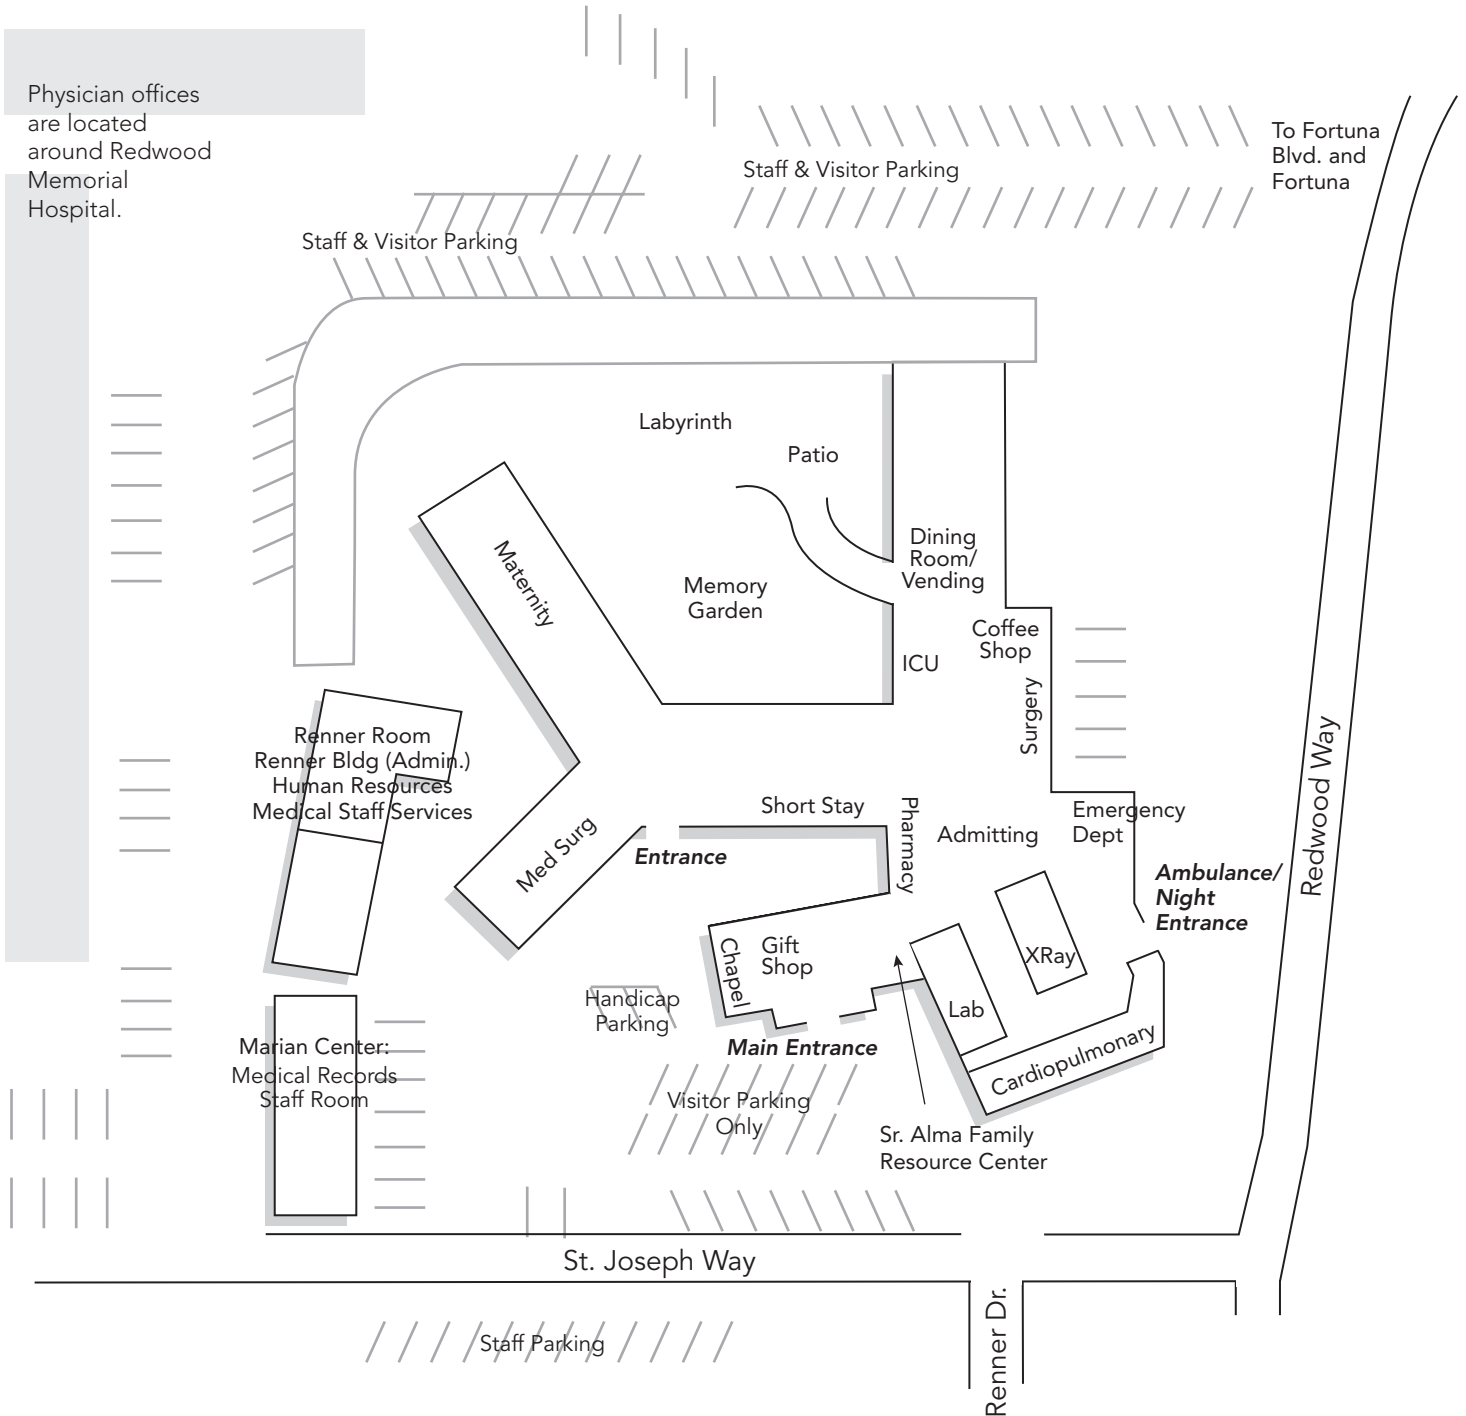 Physician offices
are located
around Redwood
Memorial
Hospital.
To Fortuna
Blvd. and
Fortuna
Staff & Visitor Parking
Staff & Visitor Parking
Labyrinth
Patio
Maternity
Dining
Room/
Vending
Memory
Garden
Coffee
Shop
ICU
Surgery
Redwood Way
Renner Room
Renner Bldg (Admin.)
Human Resources
Medical Staff Services
Short Stay
Pharmacy
Admitting
Emergency
Dept
Med Surg
Entrance
Ambulance/
Night
Entrance
Chapel
Gift
Shop
XRay
Lab
Handicap
Parking
Main Entrance
Cardiopulmonary
Marian Center:
Medical Records
Staff Room
Visitor Parking
Only
Sr. Alma Family
Resource Center
St. Joseph Way
Renner Dr.
Staff Parking